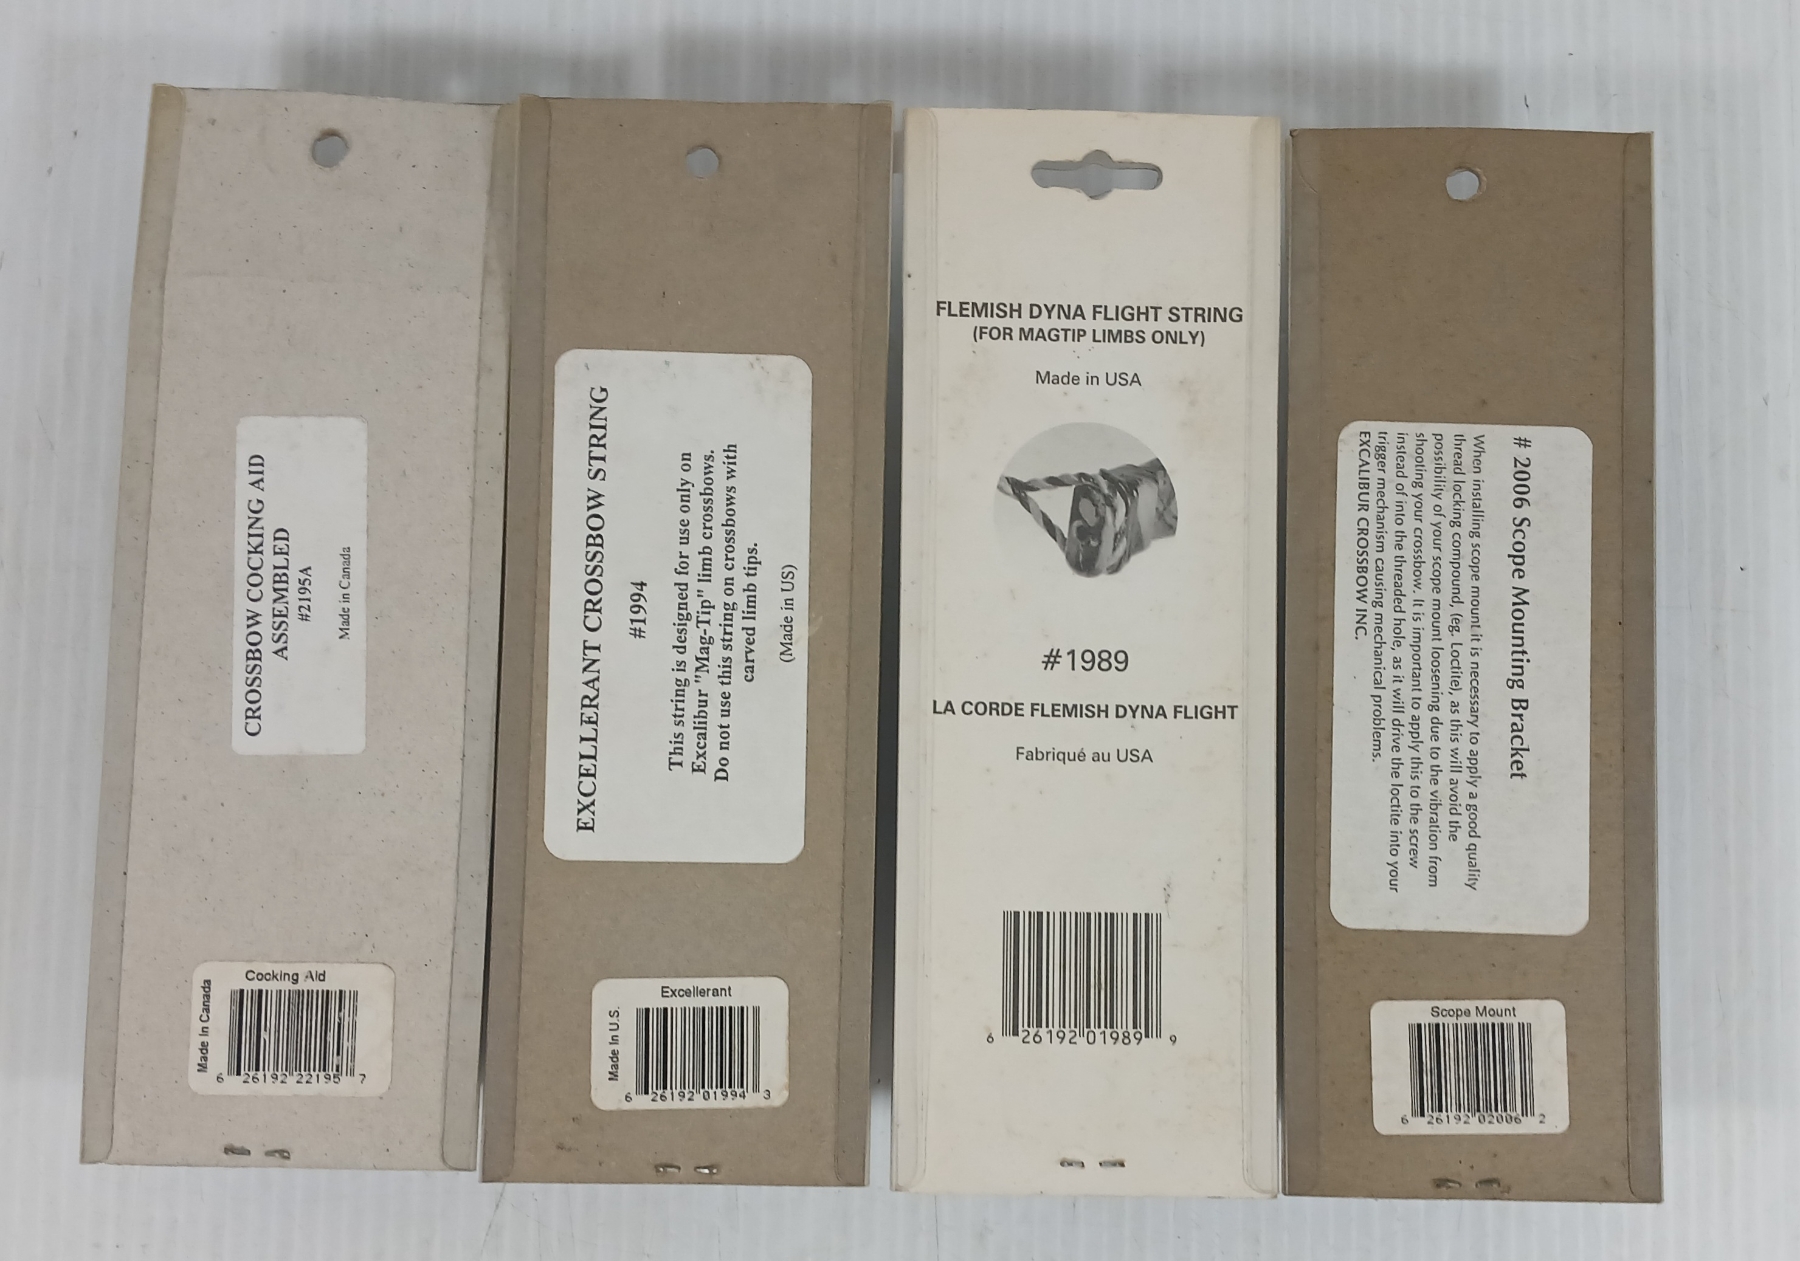 CROSSBOW COCKING AID
ASSEMBLED
#2195A
Made in Canada
Cocking Aid
Made In Canada
6 26192 22195 7
EXCELLERANT CROSSBOW STRING
#1994
This string is designed for use only on
Excalibur "Mag-Tip" limb crossbows.
Do not use this string on crossbows with
carved limb tips.
(Made in US)
Excellerant
Made In U.S.
6 26192 01994 3
FLEMISH DYNA FLIGHT STRING
(FOR MAGTIP LIMBS ONLY)
Made in USA
#1989
LA CORDE FLEMISH DYNA FLIGHT
Fabriqué au USA
6 26192 01989 9
# 2006 Scope Mounting Bracket
When installing scope mount it is necessary to apply a good quality
thread locking compound, (eg. Loctite), as this will avoid the
possibility of your scope mount loosening due to the vibration from
shooting your crossbow. It is important to apply this to the screw
instead of into the threaded hole, as it will drive the loctite into your
trigger mechanism causing mechanical problems.
EXCALIBUR CROSSBOW INC.
Scope Mount
6 26192 02006 2